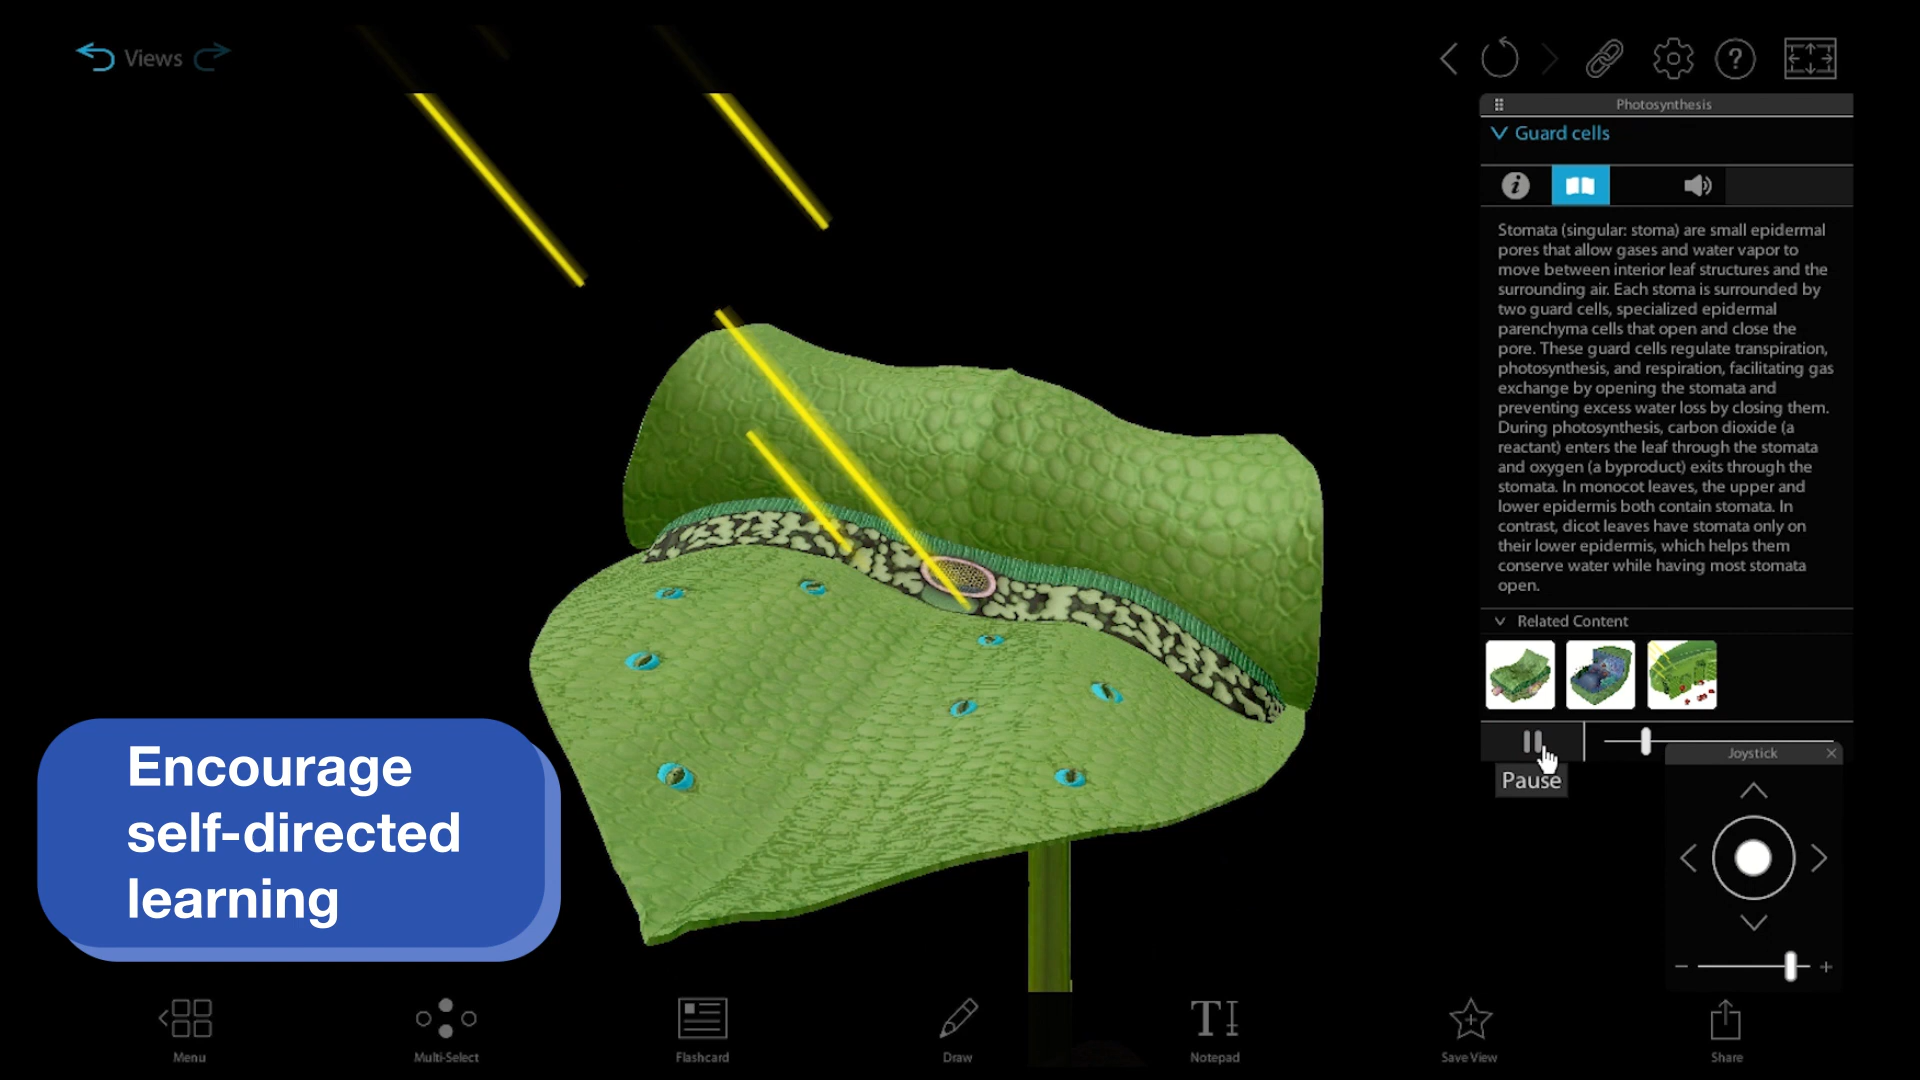 Views
Photosynthesis
Guard cells
Stomata (singular: stoma) are small epidermal
pores that allow gases and water vapor to
move between interior leaf structures and the
surrounding air. Each stoma is surrounded by
two guard cells, specialized epidermal
parenchyma cells that open and close the
pore. These guard cells regulate transpiration,
photosynthesis, and respiration, facilitating gas
exchange by opening the stomata and
preventing excess water loss by closing them.
During photosynthesis, carbon dioxide (a
reactant) enters the leaf through the stomata
and oxygen (a byproduct) exits through the
stomata. In monocot leaves, the upper and
lower epidermis both contain stomata. In
contrast, dicot leaves have stomata only on
their lower epidermis, which helps them
conserve water while having most stomata
open.
Related Content
Pause
Joystick
Encourage
self-directed
learning
Menu
Multi-Select
Flashcard
Draw
Notepad
Save View
Share